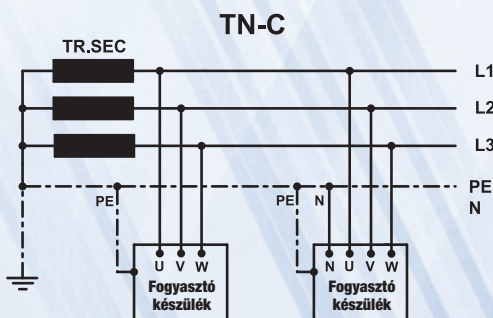 TN-C
TR.SEC
L1
L2
L3
PE
N
PE
PE
N
U V W
N U V W
Fogyasztó
készülék
Fogyasztó
készülék